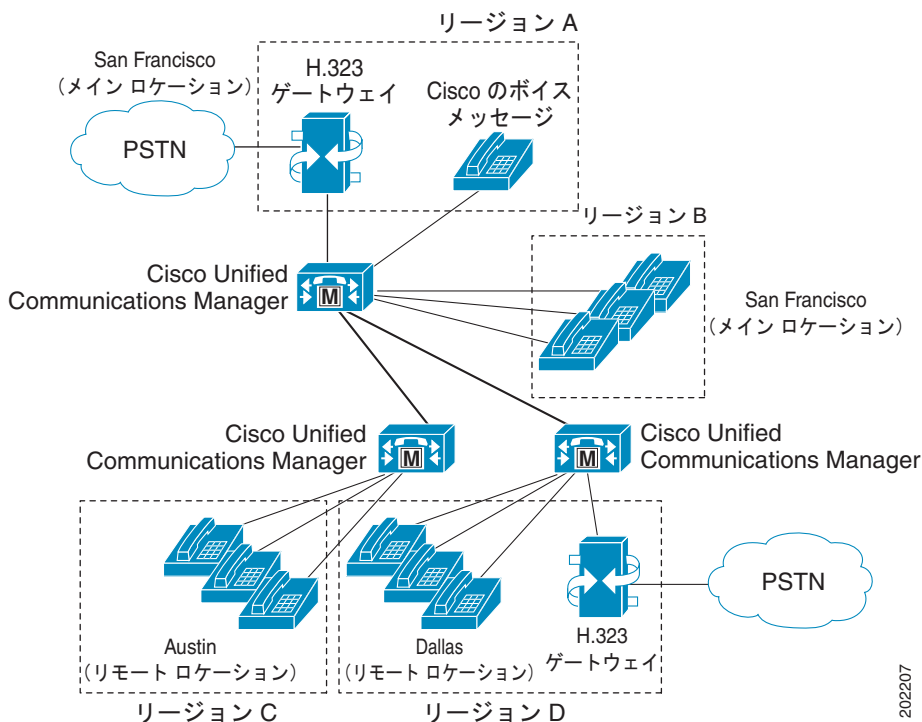 リージョン A
San Francisco
（メイン ロケーション）
PSTN
H.323
ゲートウェイ
Cisco のボイス
メッセージ
リージョン B
Cisco Unified
Communications Manager
M
San Francisco
（メイン ロケーション）
Cisco Unified
Communications Manager
M
M
Cisco Unified
Communications Manager
Austin
（リモート ロケーション）
Dallas
（リモート ロケーション）
H.323
ゲートウェイ
PSTN
リージョン C
リージョン D
202207